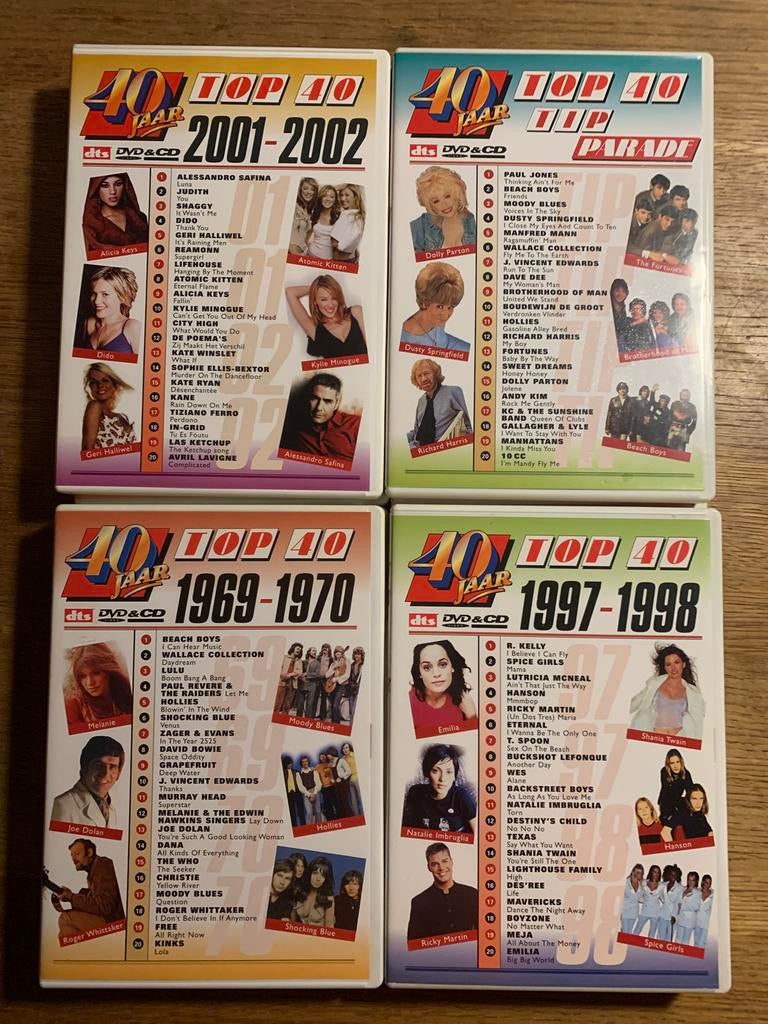 40 JAAR
TOP 40
2001-2002
dts DVD&CD
VIDEO
1 ALESSANDRO SAFINA
Luna
2 JUDITH
You
3 SHAGGY
It Wasn't Me
4 DIDO
Thank You
5 GERI HALLIWEL
It's Raining Men
6 REAMONN
Supergirl
7 LIFEHOUSE
Hanging By The Moment
8 ATOMIC KITTEN
Eternal Flame
9 ALICIA KEYS
Fallin'
10 KYLIE MINOGUE
Can't Get You Out Of My Head
11 CITY HIGH
What Would You Do
12 DE POEMA'S
Zij Maakt Het Verschil
13 KATE WINSLET
What If
14 SOPHIE ELLIS-BEXTOR
Murder On The Dancefloor
15 KATE RYAN
Désenchantée
16 KANE
Rain Down On Me
17 TIZIANO FERRO
Perdono
18 IN-GRID
Tu Es Foutu
19 LAS KETCHUP
The Ketchup song
20 AVRIL LAVIGNE
Complicated
Alicia Keys
Dido
Geri Halliwel
Atomic Kitten
Kylie Minogue
Alessandro Safina
40 JAAR
TOP 40
TIP
PARADE
dts DVD&CD
VIDEO
1 PAUL JONES
Thinking Ain't For Me
2 BEACH BOYS
Friends
3 MOODY BLUES
Voices In The Sky
4 DUSTY SPRINGFIELD
I Close My Eyes And Count To Ten
5 MANFRED MANN
Ragamuffin' Man
6 WALLACE COLLECTION
Fly Me To The Earth
7 J. VINCENT EDWARDS
Run To The Sun
8 DAVE DEE
My Woman's Man
9 BROTHERHOOD OF MAN
United We Stand
10 BOUDEWIJN DE GROOT
Verdronken Vlinder
11 HOLLIES
Gasoline Alley Bred
12 RICHARD HARRIS
My Boy
13 FORTUNES
Baby By The Way
14 SWEET DREAMS
Honey Honey
15 DOLLY PARTON
Jolene
16 ANDY KIM
Rock Me Gently
17 KC & THE SUNSHINE
BAND Queen Of Clubs
18 GALLAGHER & LYLE
I Want To Stay With You
19 MANHATTANS
I Kinda Miss You
20 10 CC
I'm Mandy Fly Me
Dolly Parton
Dusty Springfield
Richard Harris
The Fortunes
Brotherhood of Man
Beach Boys
40 JAAR
TOP 40
1969-1970
dts DVD&CD
VIDEO
1 BEACH BOYS
I Can Hear Music
2 WALLACE COLLECTION
Daydream
3 LULU
Boom Bang A Bang
4 PAUL REVERE &
THE RAIDERS Let Me
5 HOLLIES
Blowin' In The Wind
6 SHOCKING BLUE
Venus
7 ZAGER & EVANS
In The Year 2525
8 DAVID BOWIE
Space Oddity
9 GRAPEFRUIT
Deep Water
10 J. VINCENT EDWARDS
Thanks
11 MURRAY HEAD
Superstar
12 MELANIE & THE EDWIN
HAWKINS SINGERS Lay Down
13 JOE DOLAN
You're Such A Good Looking Woman
14 DANA
All Kinds Of Everything
15 THE WHO
The Seeker
16 CHRISTIE
Yellow River
17 MOODY BLUES
Question
18 ROGER WHITTAKER
I Don't Believe In If Anymore
19 FREE
All Right Now
20 KINKS
Lola
Melanie
Joe Dolan
Roger Whittaker
Moody Blues
Hollies
Shocking Blue
40 JAAR
TOP 40
1997-1998
dts DVD&CD
VIDEO
1 R. KELLY
I Believe I Can Fly
2 SPICE GIRLS
Mama
3 LUTRICIA MCNEAL
Ain't That Just The Way
4 HANSON
Mmmbop
5 RICKY MARTIN
(Un Dos Tres) Maria
6 ETERNAL
I Wanna Be The Only One
7 T. SPOON
Sex On The Beach
8 BUCKSHOT LEFONQUE
Another Day
9 WES
Alane
10 BACKSTREET BOYS
As Long As You Love Me
11 NATALIE IMBRUGLIA
Torn
12 DESTINY'S CHILD
No No No
13 TEXAS
Say What You Want
14 SHANIA TWAIN
You're Still The One
15 LIGHTHOUSE FAMILY
High
16 DES'REE
Life
17 MAVERICKS
Dance The Night Away
18 BOYZONE
No Matter What
19 MEJA
All About The Money
20 EMILIA
Big Big World
Emilia
Natalie Imbruglia
Ricky Martin
Shania Twain
Hanson
Spice Girls